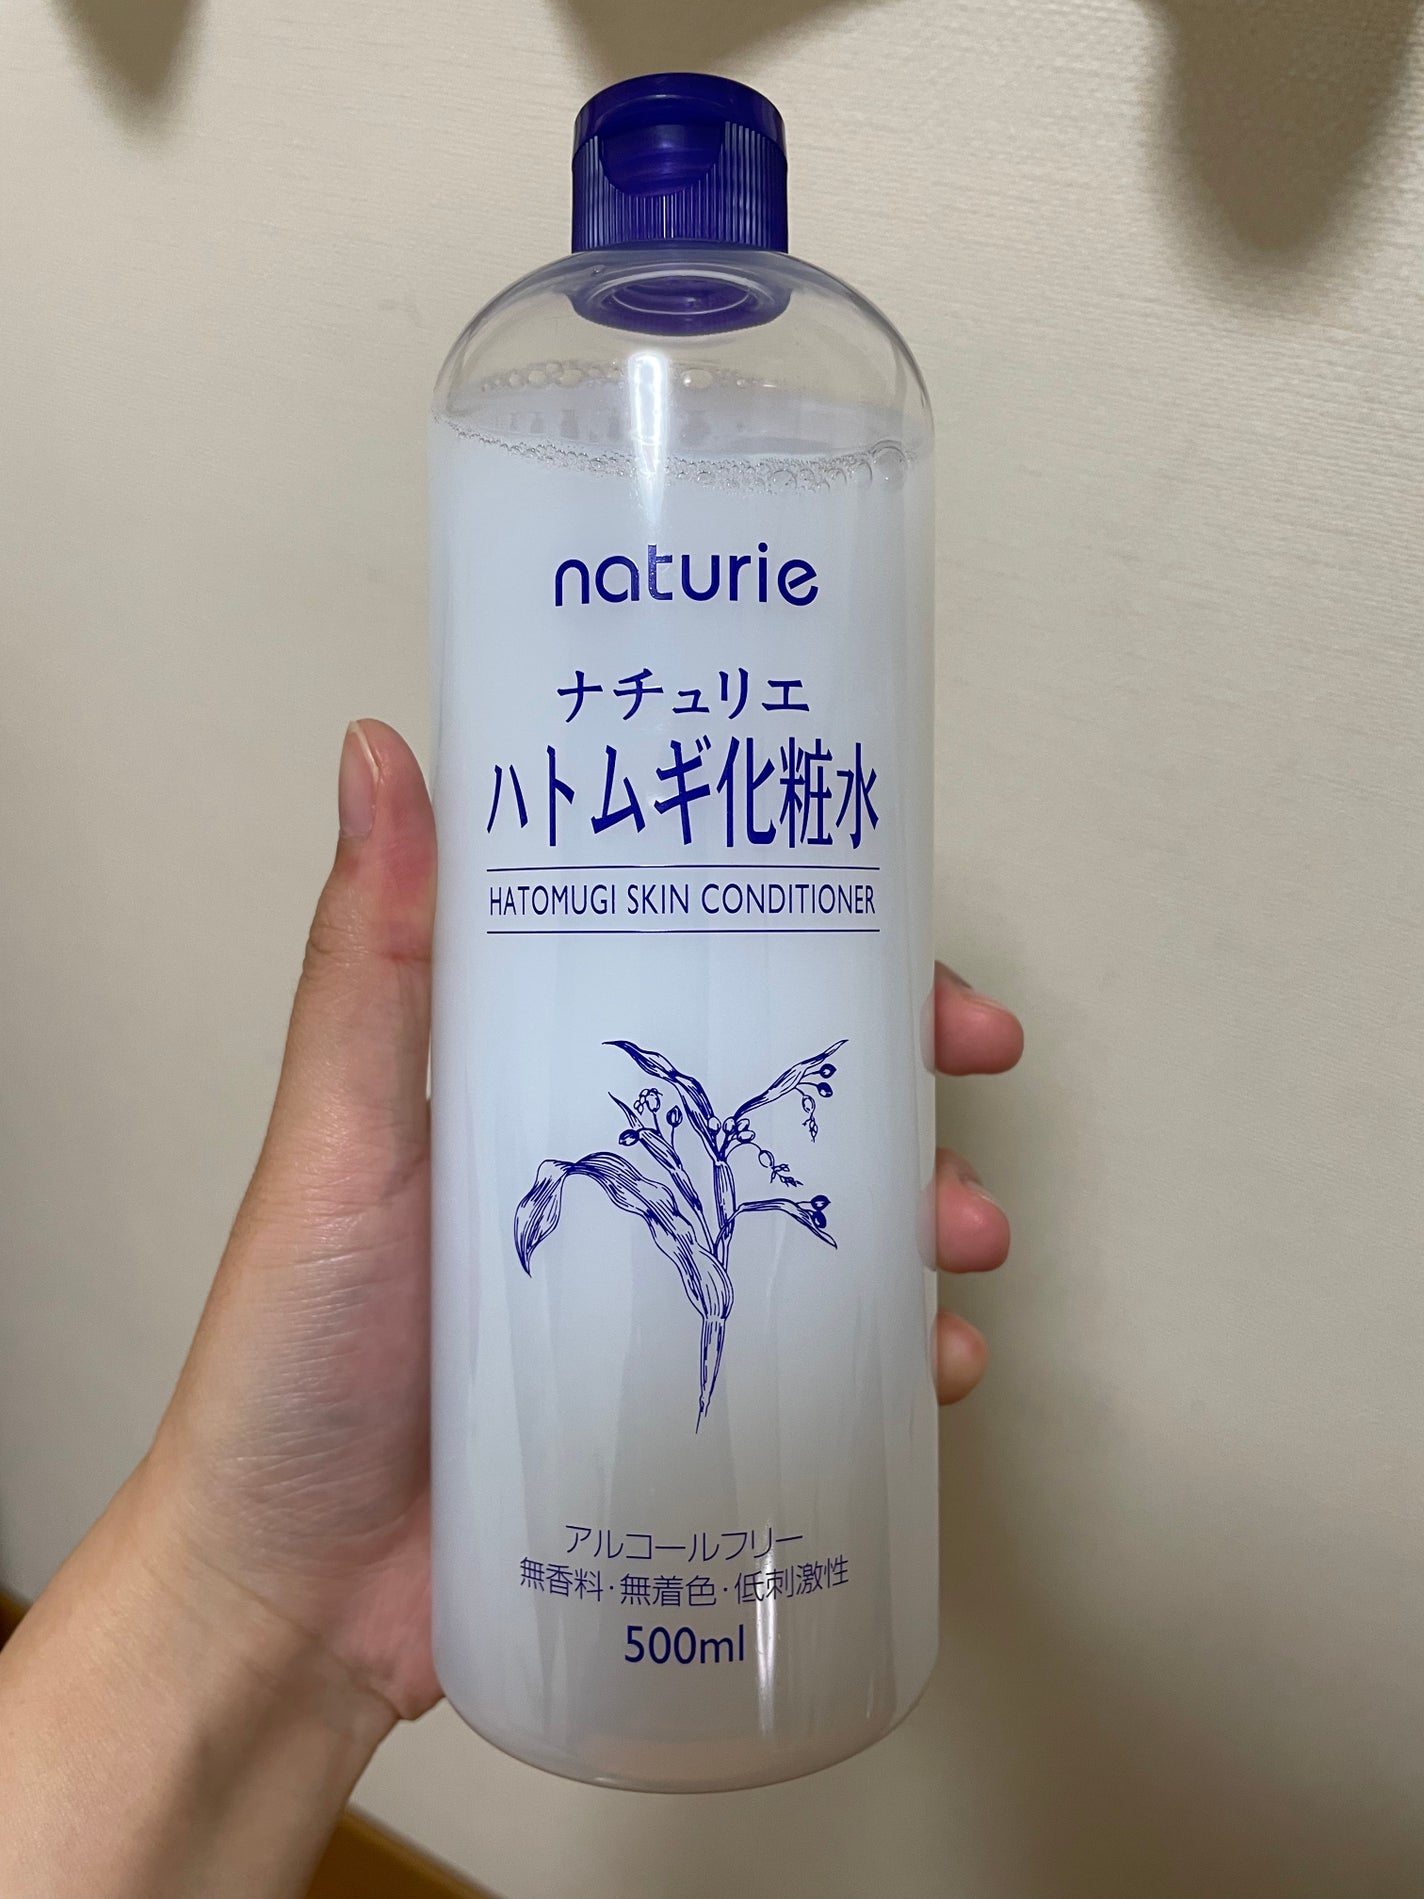 naturie
ナチュリエ
ハトムギ化粧水
HATOMUGI SKIN CONDITIONER
アルコールフリー
無香料・無着色・低刺激性
500ml